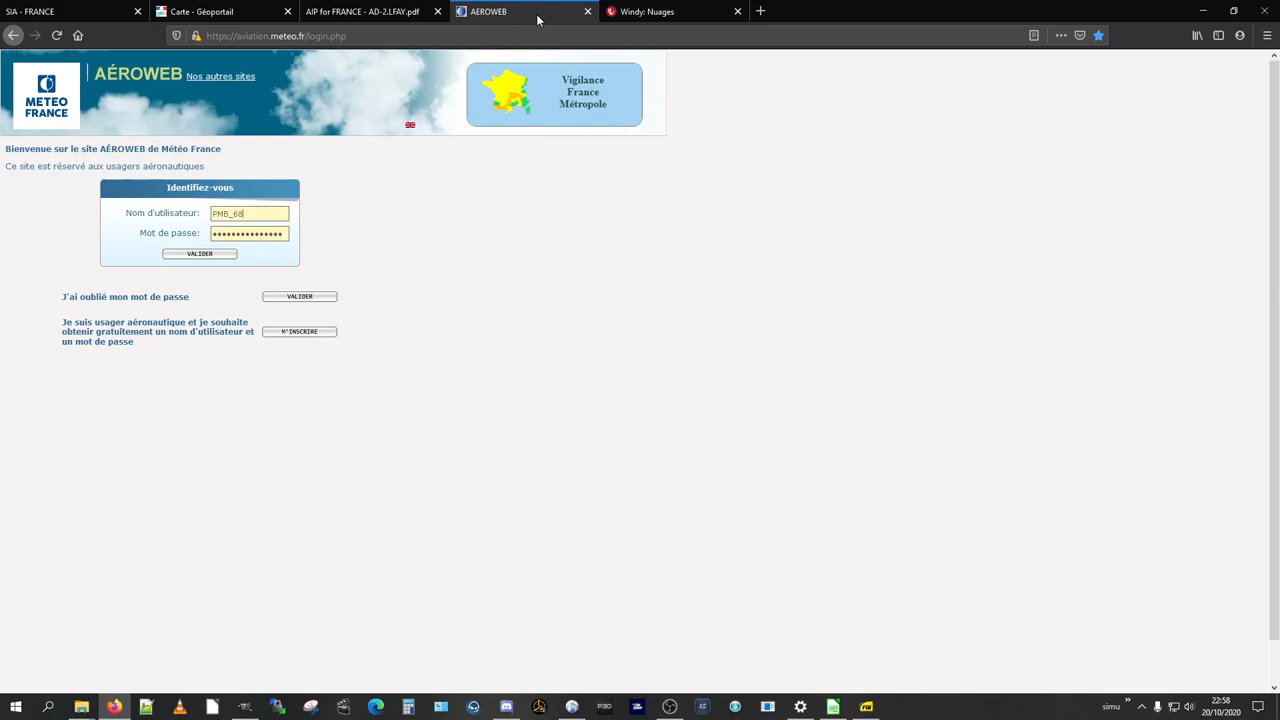 SIA - FRANCE
Carte - Géoportail
AIP for FRANCE - AD-2.LFAY.pdf
AEROWEB
Windy: Nuages
https://aviation.meteo.fr/login.php
METEO FRANCE
AÉROWEB Nos autres sites
Vigilance
France
Métropole
Bienvenue sur le site AÉROWEB de Météo France
Ce site est réservé aux usagers aéronautiques
Identifiez-vous
Nom d'utilisateur: PMB_68
Mot de passe: •••••••••••••••
VALIDER
J'ai oublié mon mot de passe
VALIDER
Je suis usager aéronautique et je souhaite
obtenir gratuitement un nom d'utilisateur et
un mot de passe
M'INSCRIRE
P3D
AS
simu
22:58
20/10/2020